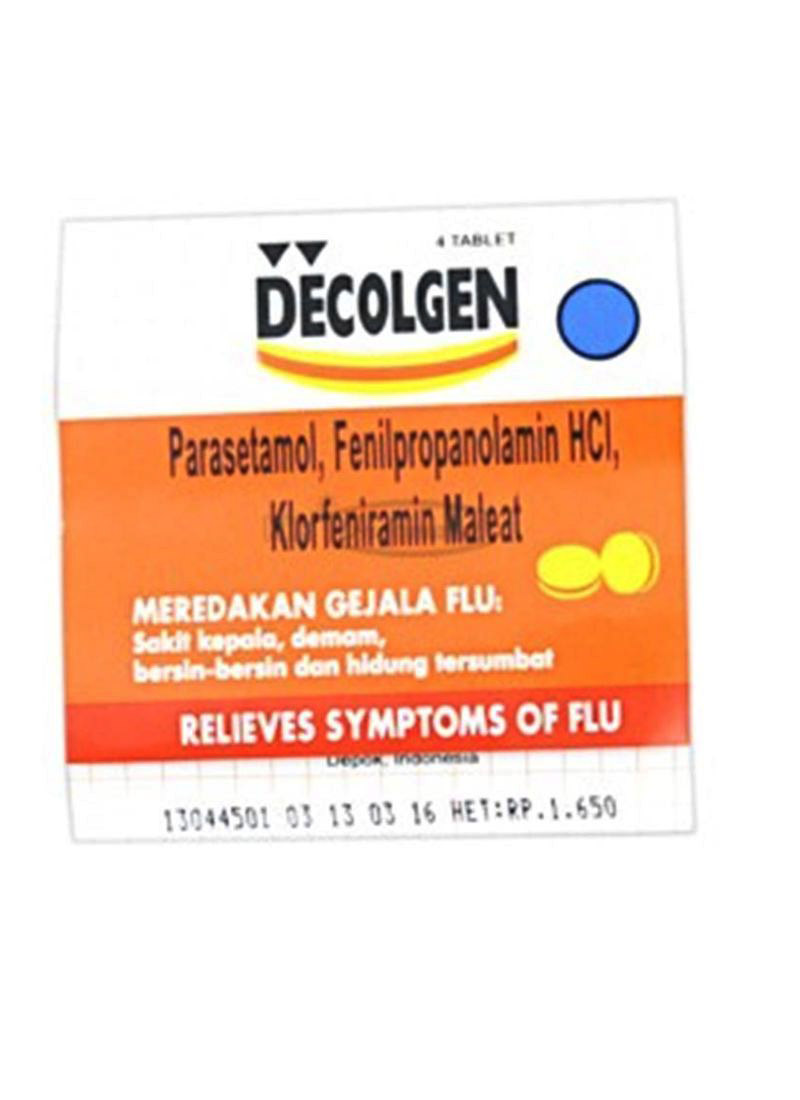 4 TABLET
DECOLGEN
Parasetamol, Fenilpropanolamin HCl,
Klorfeniramin Maleat
MEREDAKAN GEJALA FLU:
Sakit kepala, demam,
bersin-bersin dan hidung tersumbat
RELIEVES SYMPTOMS OF FLU
Depok, Indonesia
13044501 03 13 03 16 HET:RP.1.650